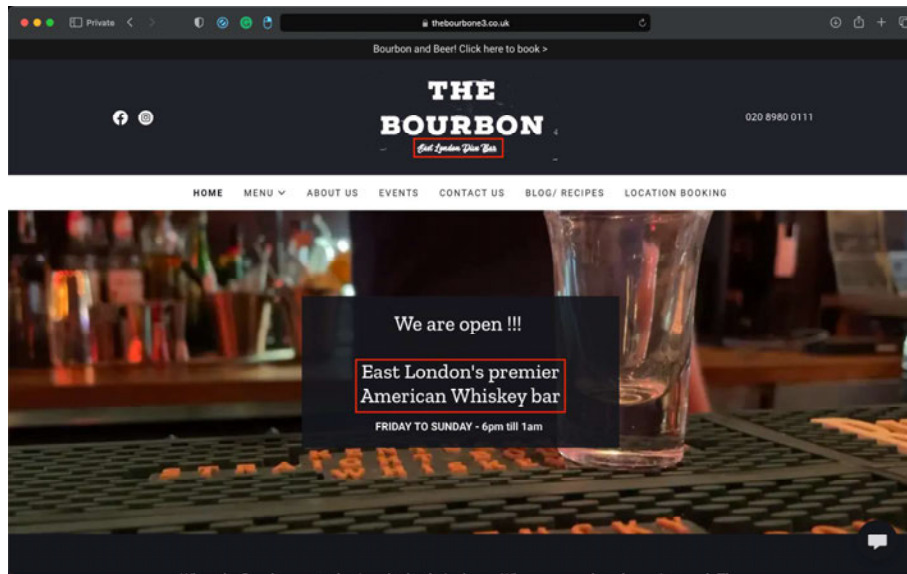 Private
thebourbone3.co.uk
Bourbon and Beer! Click here to book >
THE
BOURBON
East London Dive Bar
020 8980 0111
HOME MENU ABOUT US EVENTS CONTACT US BLOG/ RECIPES LOCATION BOOKING
We are open !!!
East London's premier
American Whiskey bar
FRIDAY TO SUNDAY - 6pm till 1am